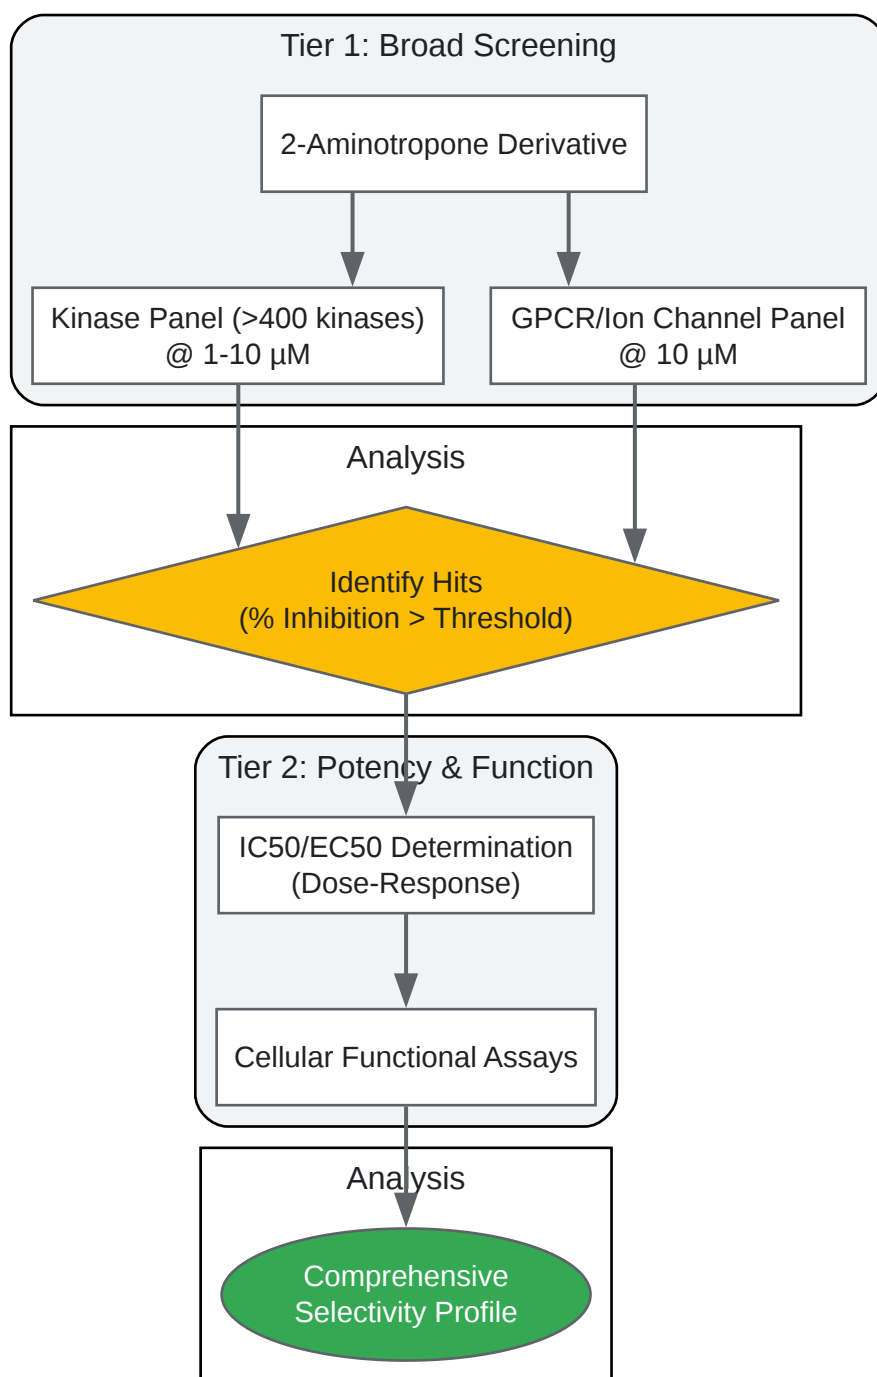 Tier 1: Broad Screening
2-Aminotropone Derivative
Kinase Panel (>400 kinases)
@ 1-10 µM
GPCR/Ion Channel Panel
@ 10 µM
Analysis
Identify Hits
(% Inhibition > Threshold)
Tier 2: Potency & Function
IC50/EC50 Determination
(Dose-Response)
Cellular Functional Assays
Analysis
Comprehensive
Selectivity Profile